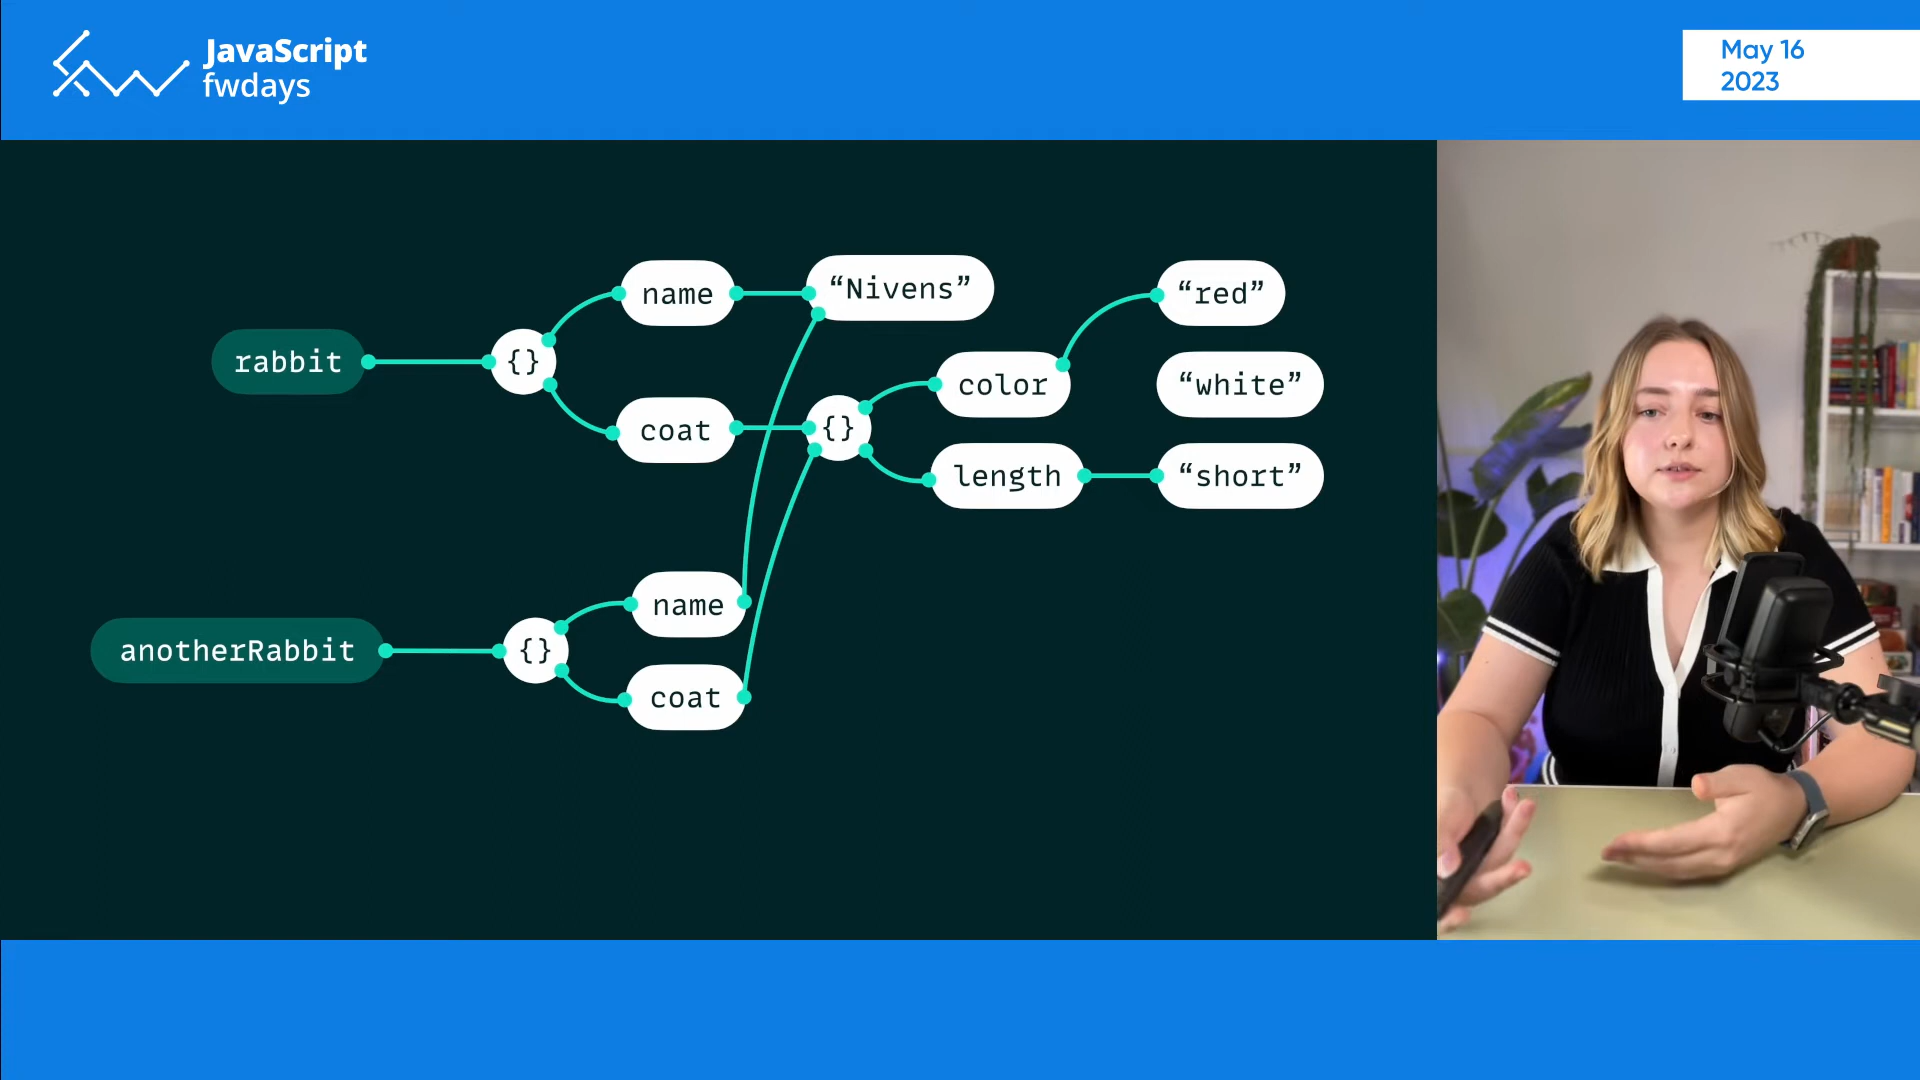 JavaScript
fwdays
May 16
2023
rabbit
{}
name
“Nivens”
coat
{}
color
“red”
“white”
length
“short”
anotherRabbit
{}
name
coat